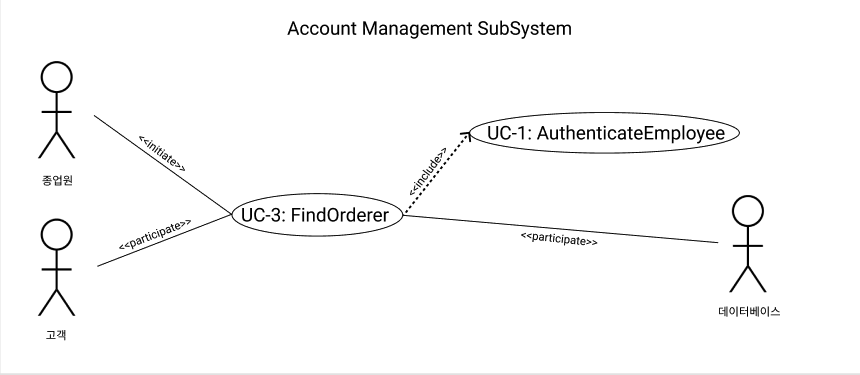 Account Management SubSystem
종업원
<<initiate>>
UC-1: AuthenticateEmployee
<<include>>
UC-3: FindOrderer
<<participate>>
<<participate>>
고객
데이터베이스